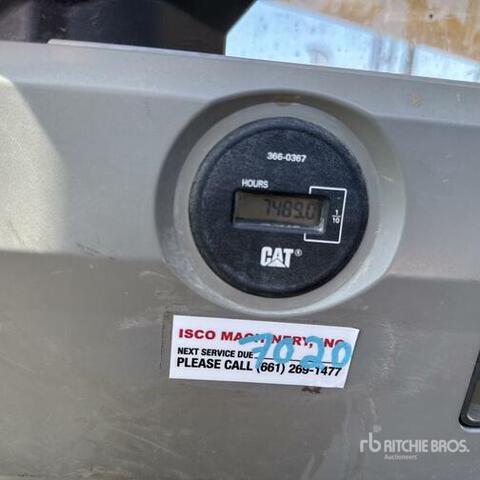 366-0367
HOURS
7489.0
1
10
CAT®
ISCO MACHINERY, INC.
7020
NEXT SERVICE DUE
PLEASE CALL (661) 269-1477
rb RITCHIE BROS.
Auctioneers